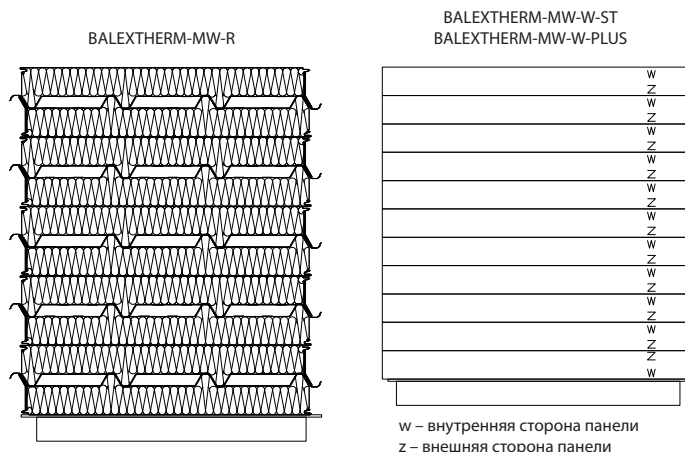 BALEXTHERM-MW-R
BALEXTHERM-MW-W-ST
BALEXTHERM-MW-W-PLUS
W
Z
W
Z
W
Z
W
Z
W
Z
W
Z
W
Z
W
Z
W
Z
W
Z
Z
W
w – внутренняя сторона панели
z – внешняя сторона панели